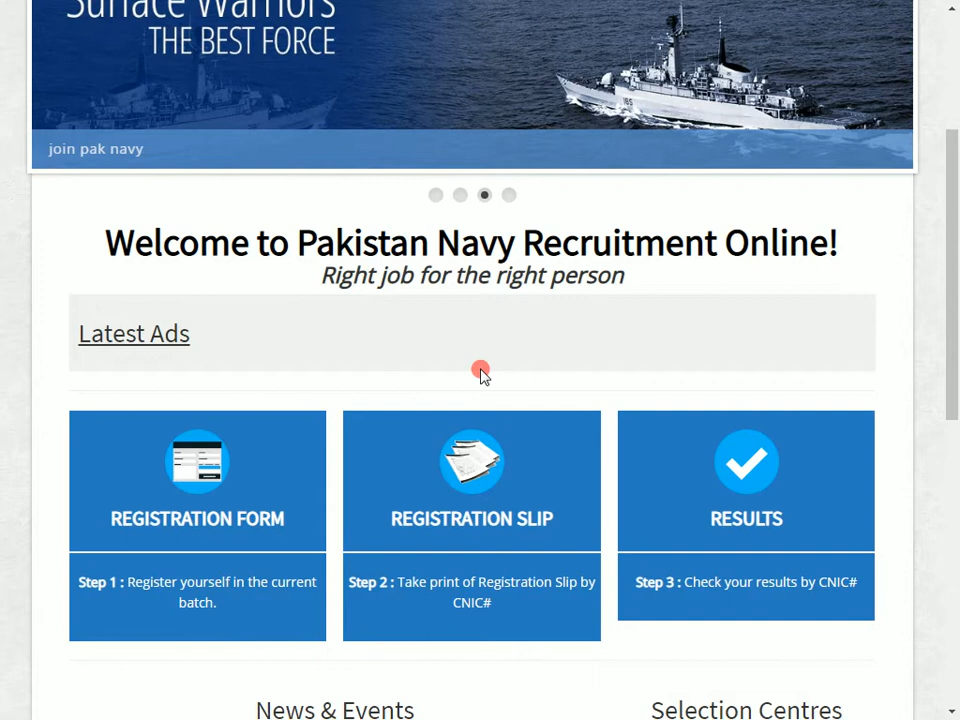 Surface Warriors
THE BEST FORCE
join pak navy
Welcome to Pakistan Navy Recruitment Online!
Right job for the right person
Latest Ads
REGISTRATION FORM
Step 1 : Register yourself in the current
batch.
REGISTRATION SLIP
Step 2 : Take print of Registration Slip by
CNIC#
RESULTS
Step 3 : Check your results by CNIC#
News & Events
Selection Centres